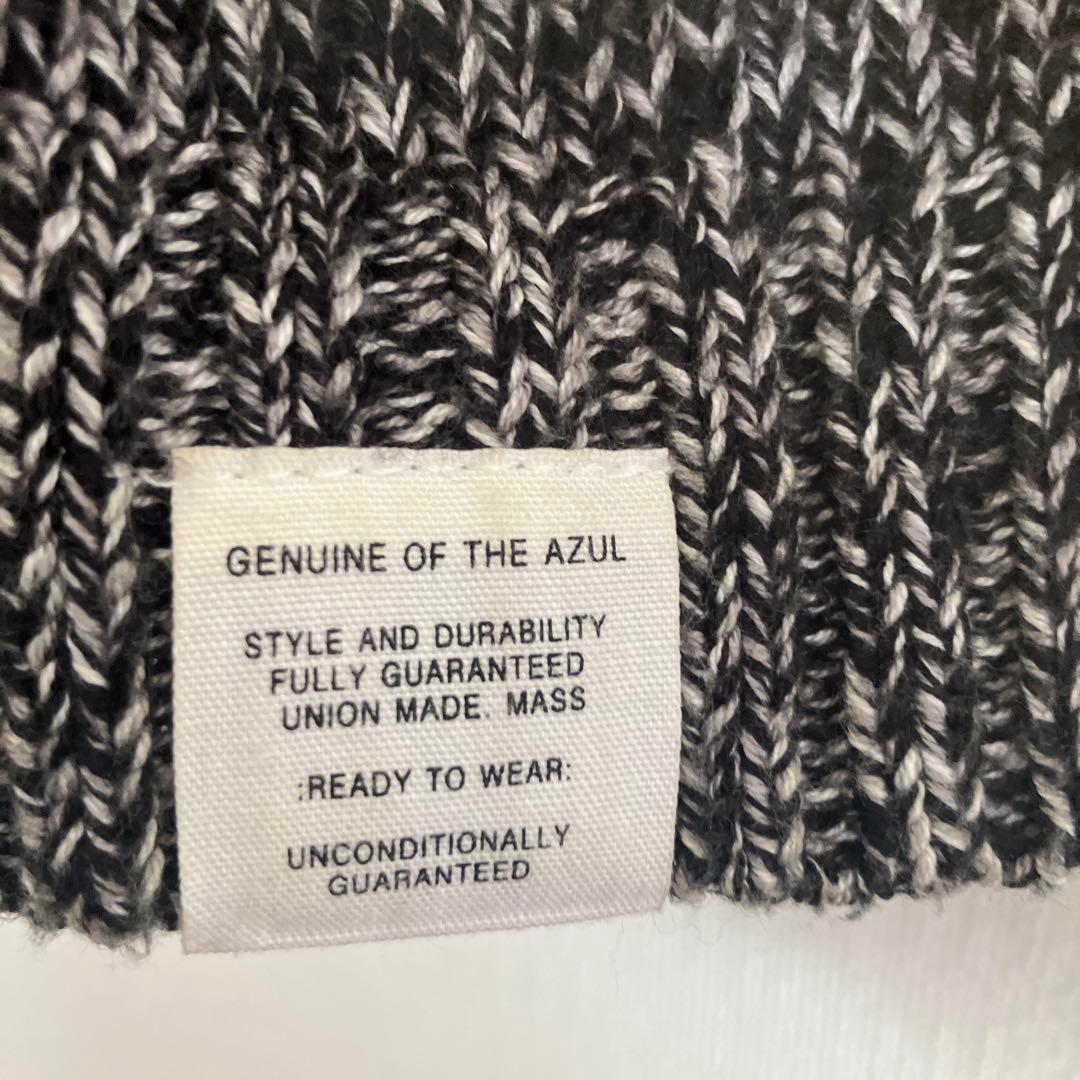 GENUINE OF THE AZUL
STYLE AND DURABILITY
FULLY GUARANTEED
UNION MADE. MASS
:READY TO WEAR:
UNCONDITIONALLY
GUARANTEED